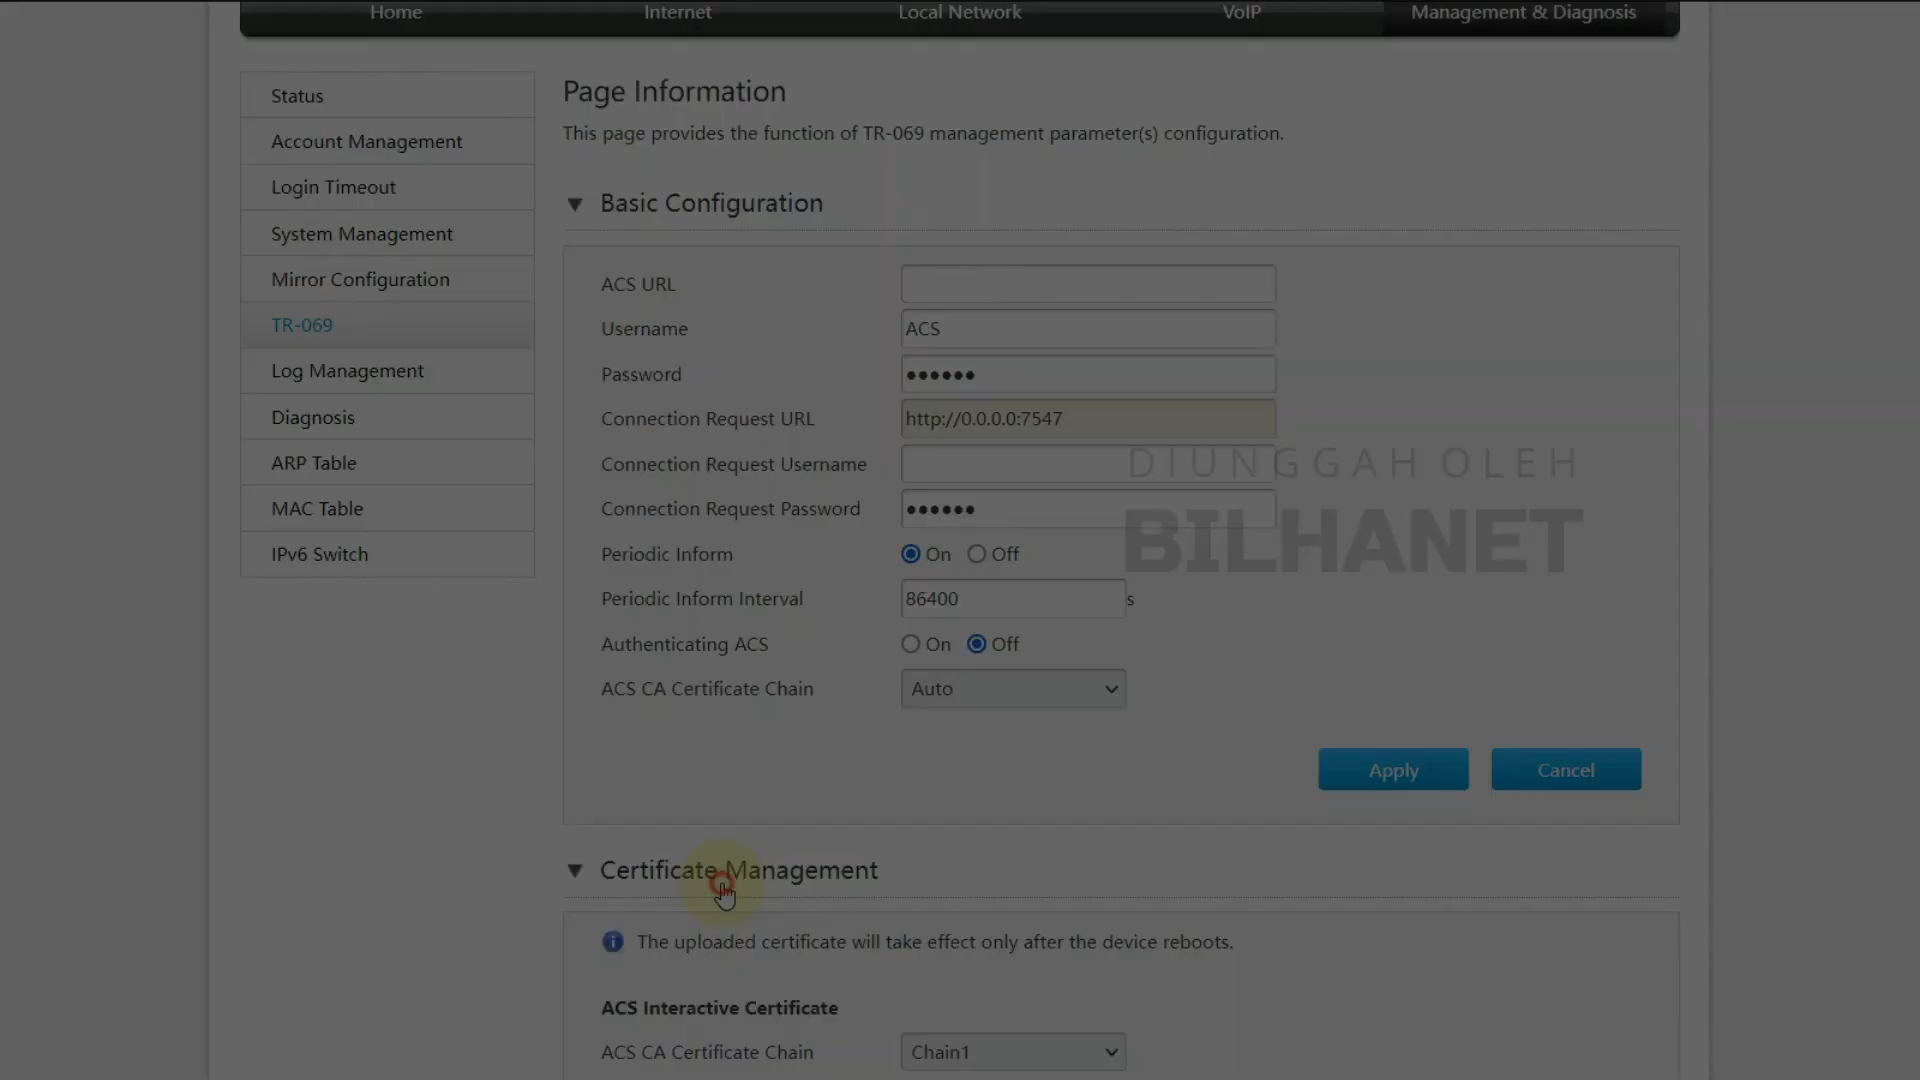 Home Internet Local Network VoIP Management & Diagnosis
Status
Account Management
Login Timeout
System Management
Mirror Configuration
TR-069
Log Management
Diagnosis
ARP Table
MAC Table
IPv6 Switch
Page Information
This page provides the function of TR-069 management parameter(s) configuration.
Basic Configuration
ACS URL
Username ACS
Password ••••••
Connection Request URL http://0.0.0.0:7547
Connection Request Username
Connection Request Password ••••••
Periodic Inform On Off
Periodic Inform Interval 86400 s
Authenticating ACS On Off
ACS CA Certificate Chain Auto
Apply Cancel
DIUNGGAH OLEH
BILHANET
Certificate Management
The uploaded certificate will take effect only after the device reboots.
ACS Interactive Certificate
ACS CA Certificate Chain Chain1